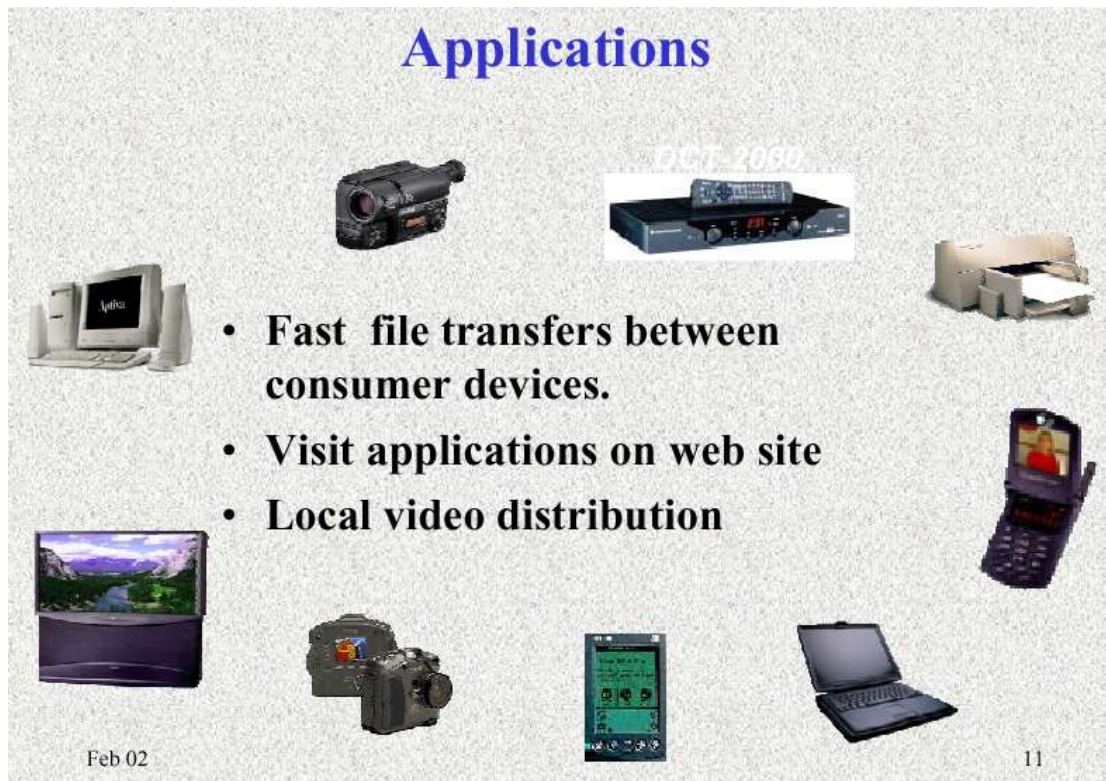 Applications
DCT 2000
Aptiva
• Fast file transfers between
consumer devices.
• Visit applications on web site
• Local video distribution
Feb 02
11